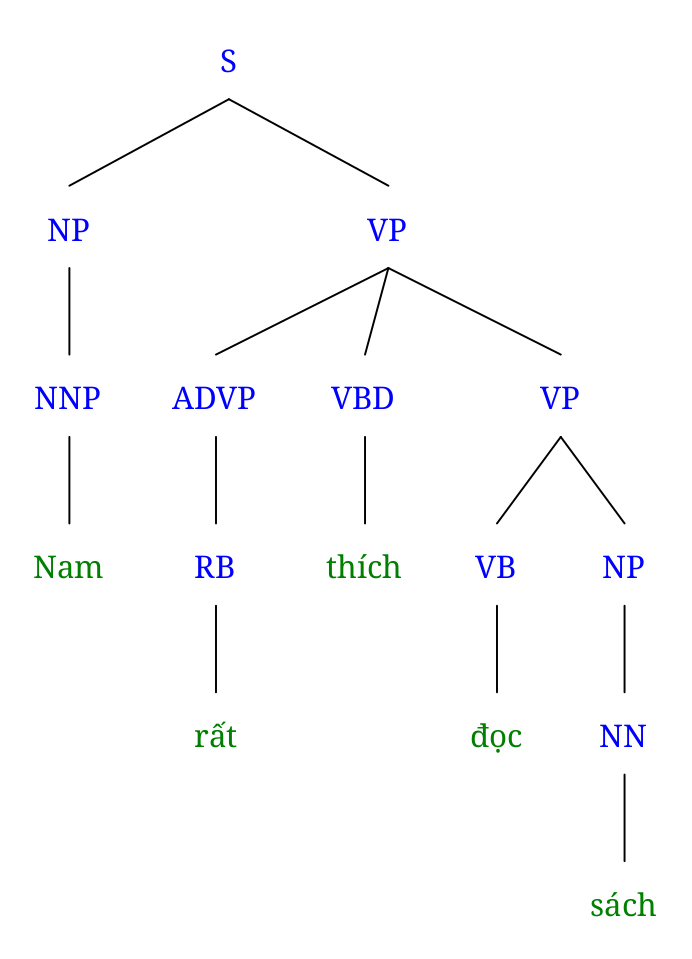 S
NP VP
NNP ADVP VBD VP
Nam RB thích VB NP
rất đọc NN
sách